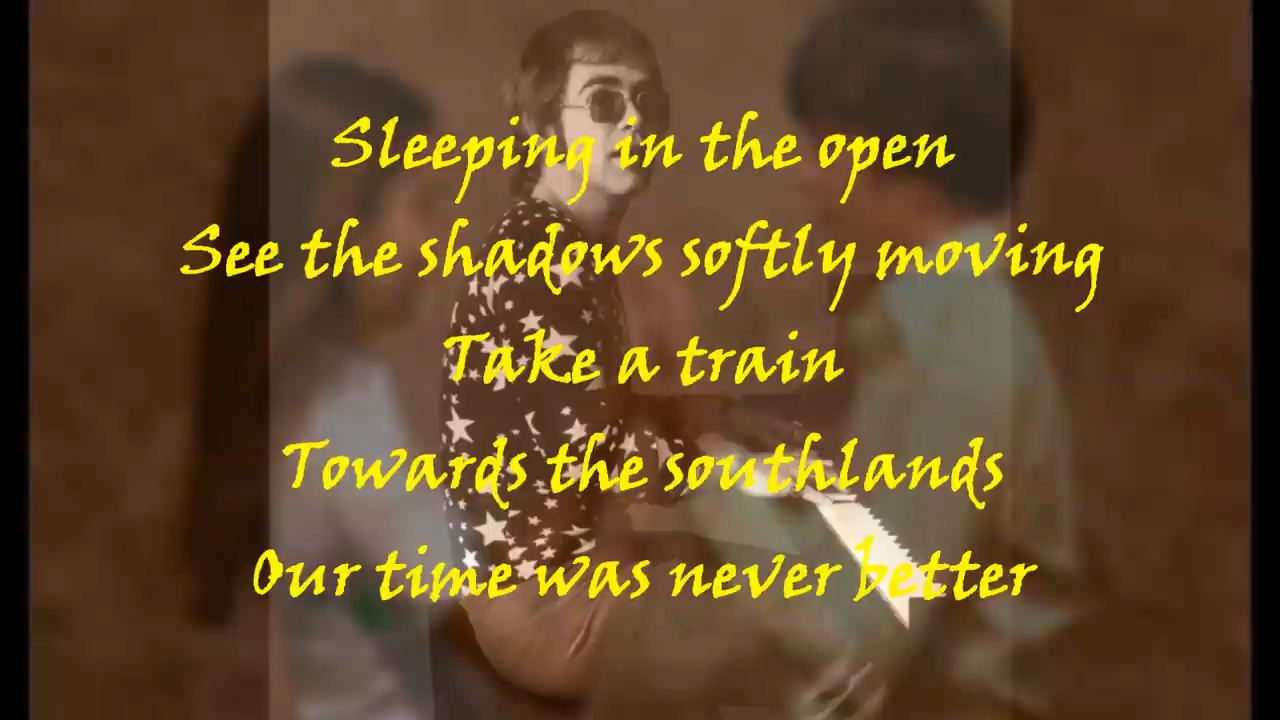 Sleeping in the open
See the shadows softly moving
Take a train
Towards the southlands
Our time was never better